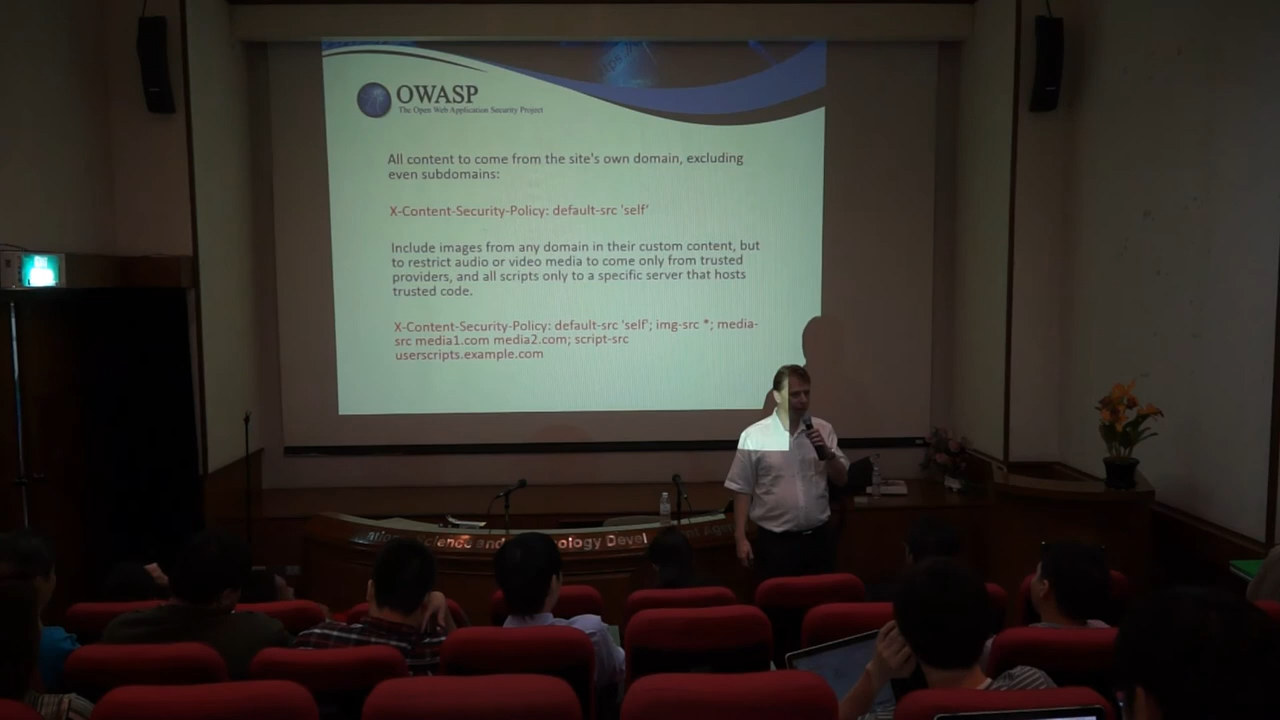 OWASP
The Open Web Application Security Project
All content to come from the site's own domain, excluding
even subdomains:
X-Content-Security-Policy: default-src 'self'
Include images from any domain in their custom content, but
to restrict audio or video media to come only from trusted
providers, and all scripts only to a specific server that hosts
trusted code.
X-Content-Security-Policy: default-src 'self'; img-src *; media-
src media1.com media2.com; script-src
userscripts.example.com
Science and ology Devel